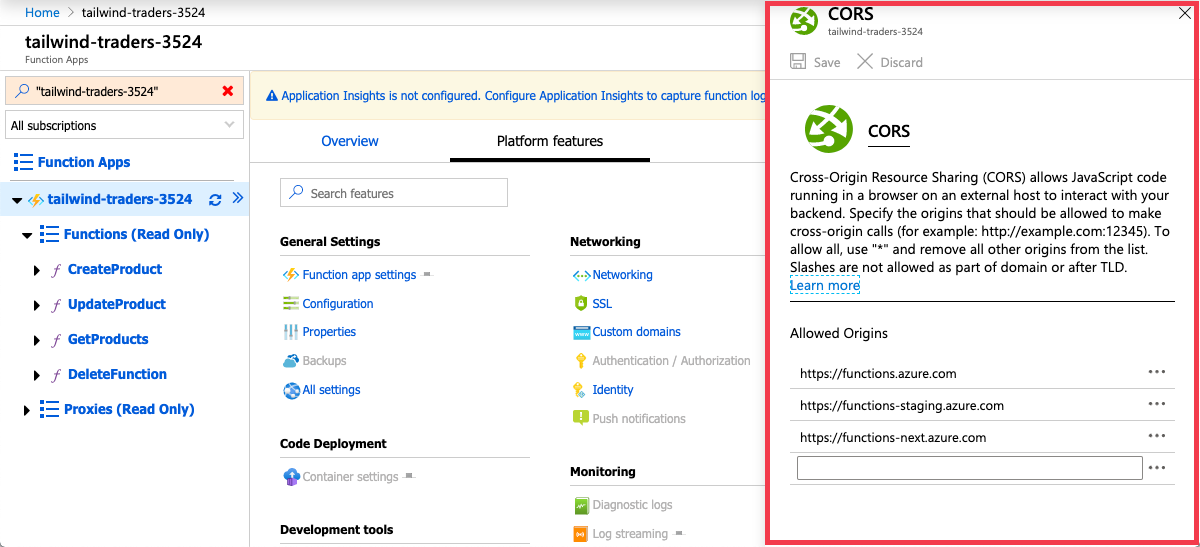 Home > tailwind-traders-3524
tailwind-traders-3524
Function Apps
"tailwind-traders-3524"
All subscriptions
Function Apps
tailwind-traders-3524
Functions (Read Only)
CreateProduct
UpdateProduct
GetProducts
DeleteFunction
Proxies (Read Only)
Application Insights is not configured. Configure Application Insights to capture function log
Overview
Platform features
Search features
General Settings
Function app settings
Configuration
Properties
Backups
All settings
Code Deployment
Container settings
Development tools
Networking
Networking
SSL
Custom domains
Authentication / Authorization
Identity
Push notifications
Monitoring
Diagnostic logs
Log streaming
CORS
tailwind-traders-3524
Save
Discard
CORS
Cross-Origin Resource Sharing (CORS) allows JavaScript code
running in a browser on an external host to interact with your
backend. Specify the origins that should be allowed to make
cross-origin calls (for example: http://example.com:12345). To
allow all, use "*" and remove all other origins from the list.
Slashes are not allowed as part of domain or after TLD.
Learn more
Allowed Origins
https://functions.azure.com
https://functions-staging.azure.com
https://functions-next.azure.com